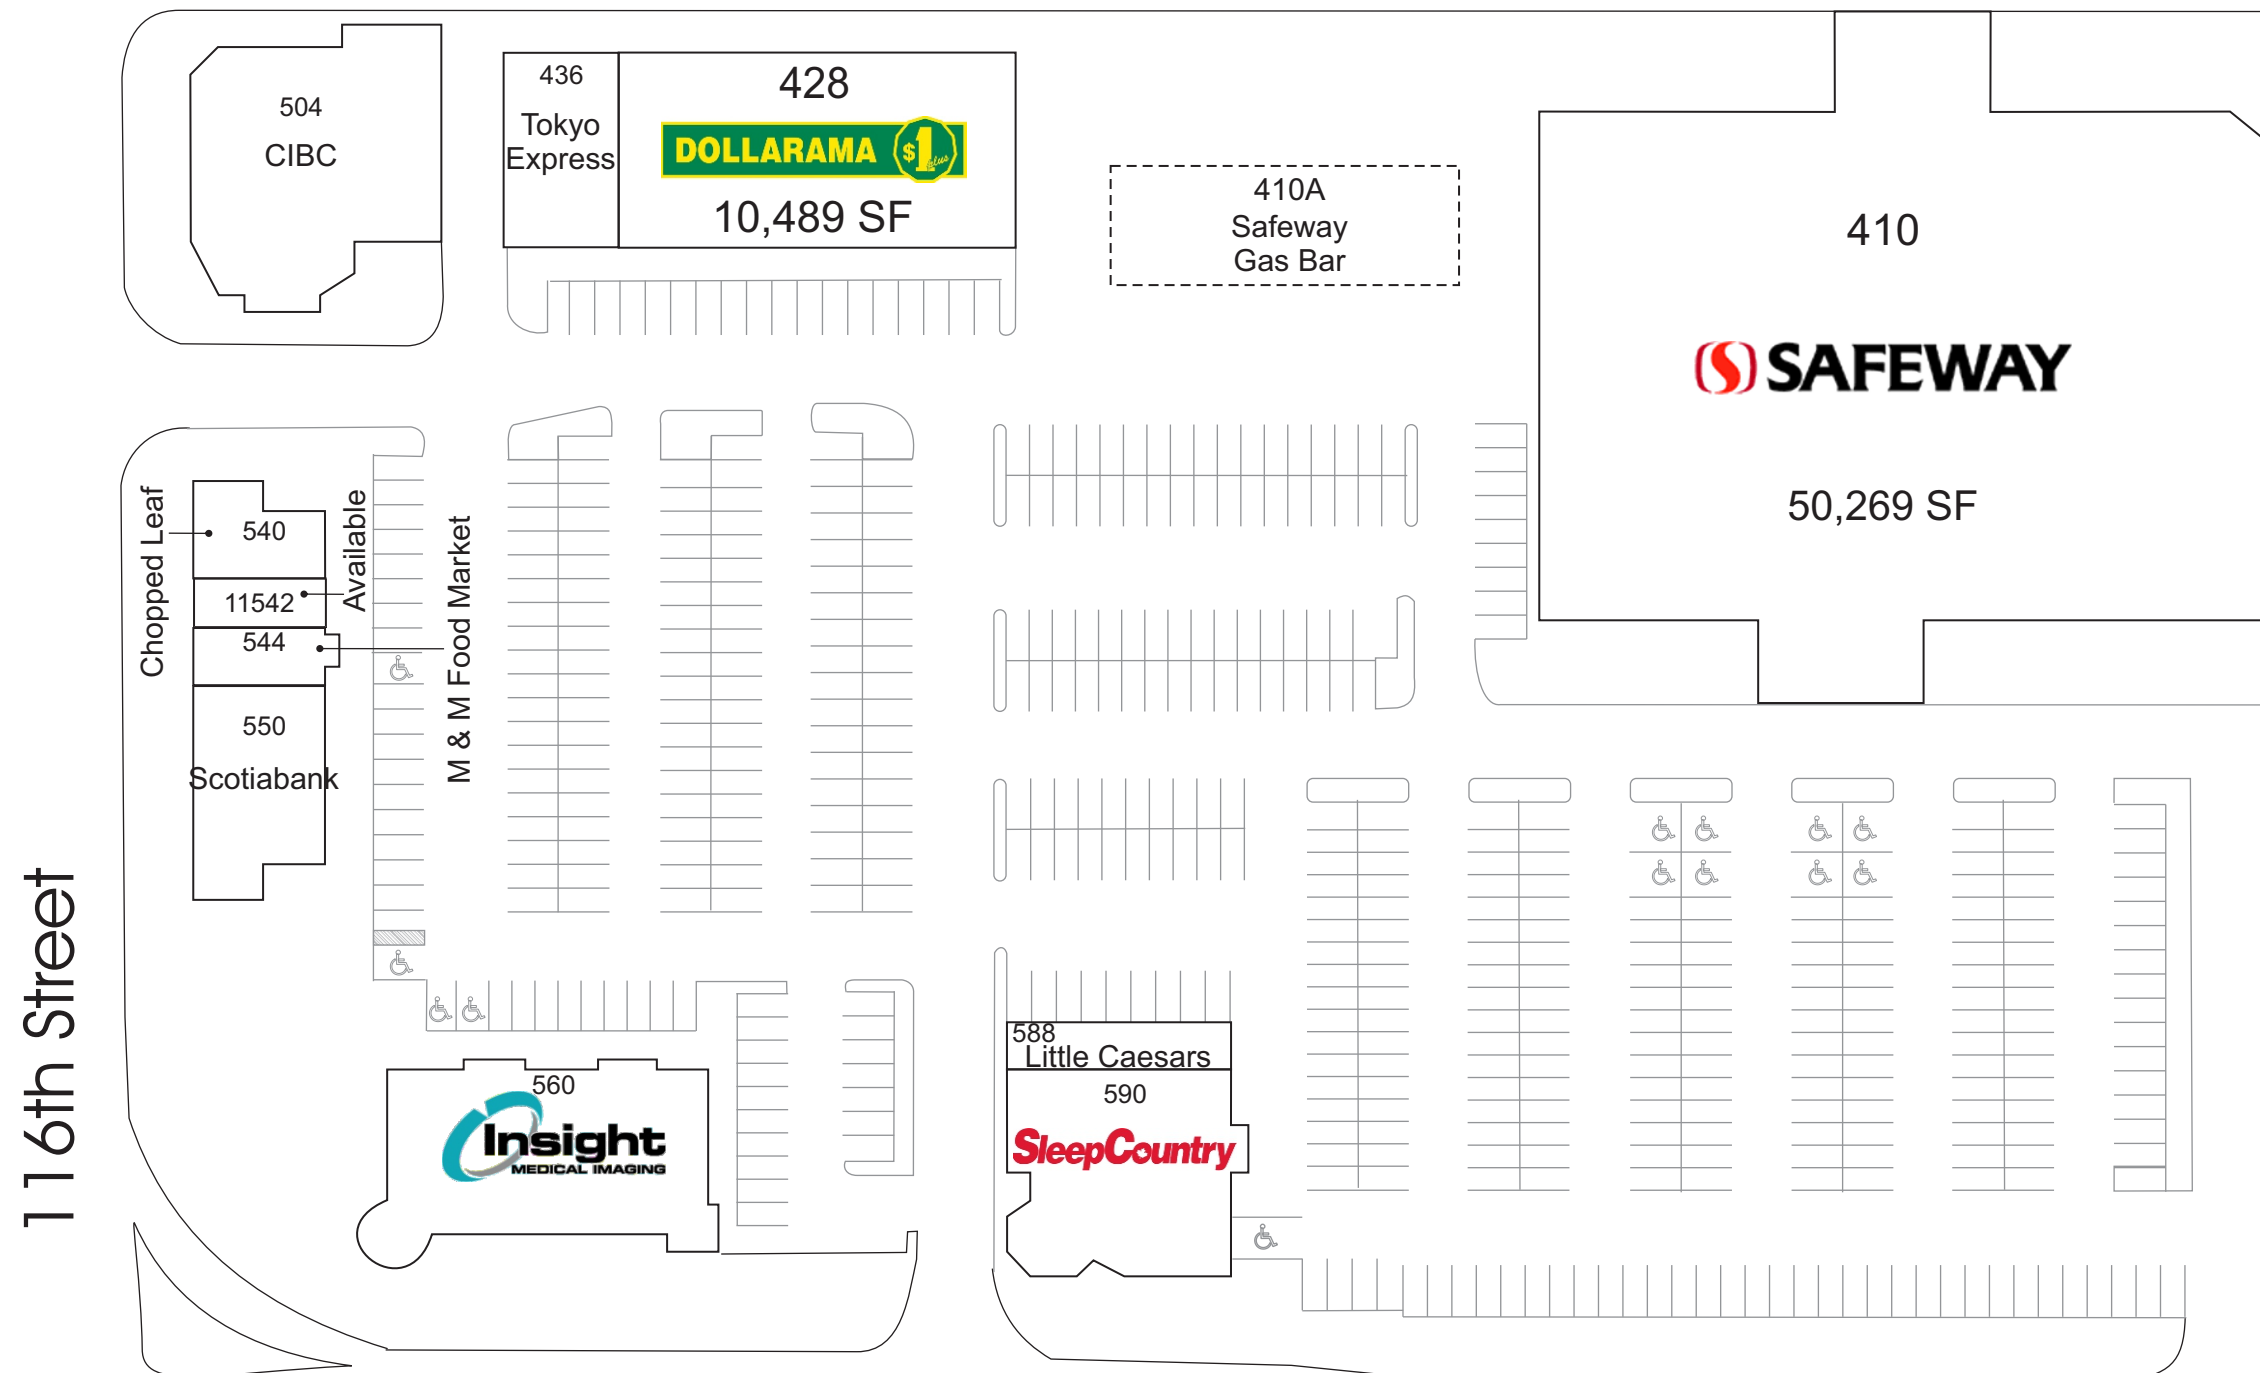 504
CIBC
436
Tokyo
Express
428
DOLLARAMA $1 plus
10,489 SF
410A
Safeway
Gas Bar
410
SAFEWAY
50,269 SF
Chopped Leaf
540
Available
11542
544
M & M Food Market
550
Scotiabank
116th Street
560
Insight
MEDICAL IMAGING
588
Little Caesars
590
SleepCountry